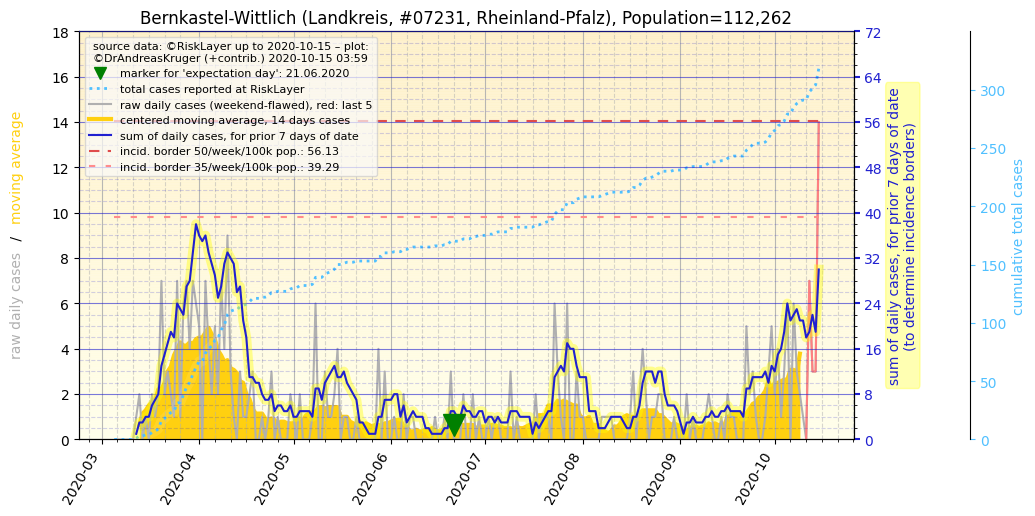 Bernkastel-Wittlich (Landkreis, #07231, Rheinland-Pfalz), Population=112,262
source data: ©RiskLayer up to 2020-10-15 – plot:
©DrAndreasKruger (+contrib.) 2020-10-15 03:59
marker for 'expectation day': 21.06.2020
total cases reported at RiskLayer
raw daily cases (weekend-flawed), red: last 5
centered moving average, 14 days cases
sum of daily cases, for prior 7 days of date
incid. border 50/week/100k pop.: 56.13
incid. border 35/week/100k pop.: 39.29
raw daily cases / moving average
18
16
14
12
10
8
6
4
2
0
72
64
56
48
40
32
24
16
8
0
sum of daily cases, for prior 7 days of date
(to determine incidence borders)
300
250
200
150
100
50
0
cumulative total cases
2020-03
2020-04
2020-05
2020-06
2020-07
2020-08
2020-09
2020-10